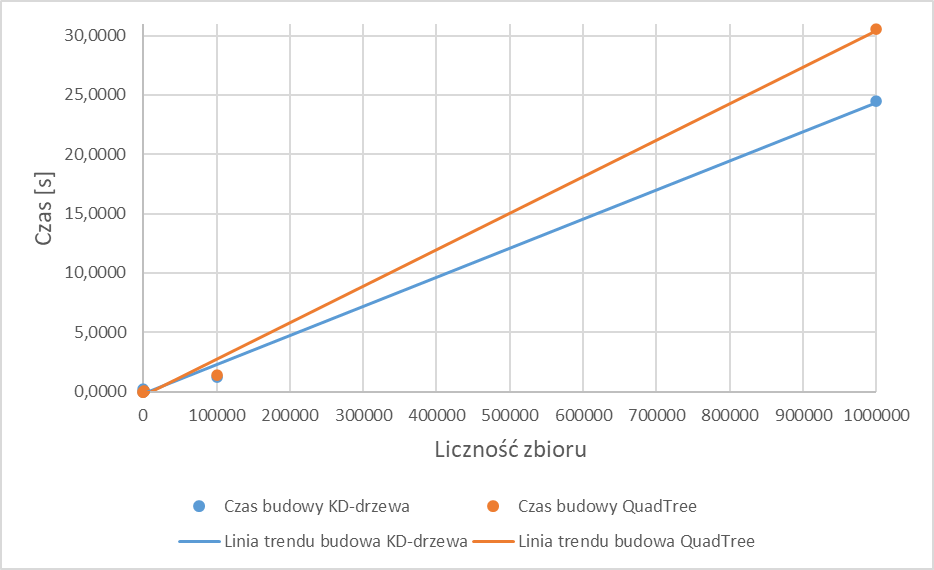 30,0000
25,0000
20,0000
15,0000
10,0000
5,0000
0,0000
Czas [s]
0 100000 200000 300000 400000 500000 600000 700000 800000 900000 1000000
Liczność zbioru
Czas budowy KD-drzewa Czas budowy QuadTree
Linia trendu budowa KD-drzewa Linia trendu budowa QuadTree